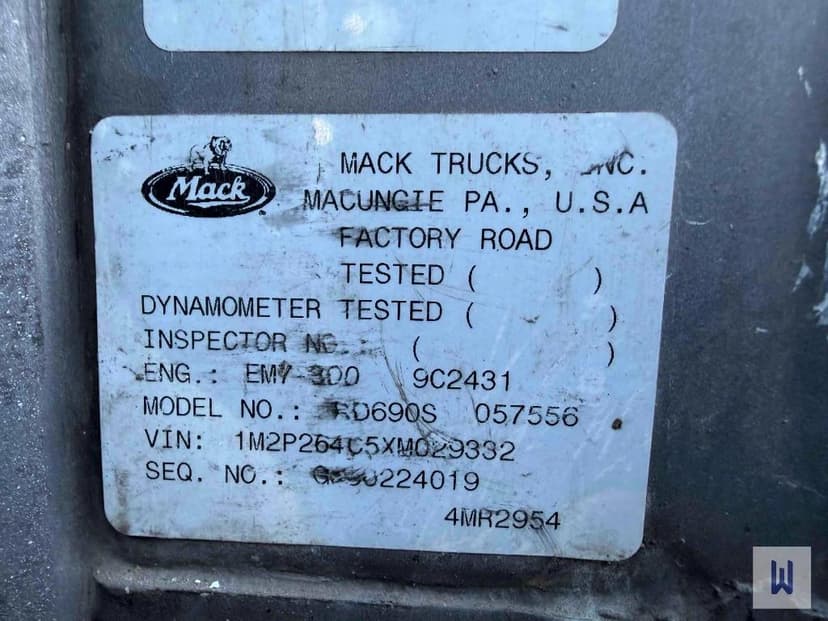 Mack
MACK TRUCKS, INC.
MACUNGIE PA., U.S.A
FACTORY ROAD
TESTED ( )
DYNAMOMETER TESTED ( )
INSPECTOR NO.: ( )
ENG.: EM7-300 9C2431
MODEL NO.: RD690S 057556
VIN: 1M2P264C5XM029332
SEQ. NO.:
4MR2954
W